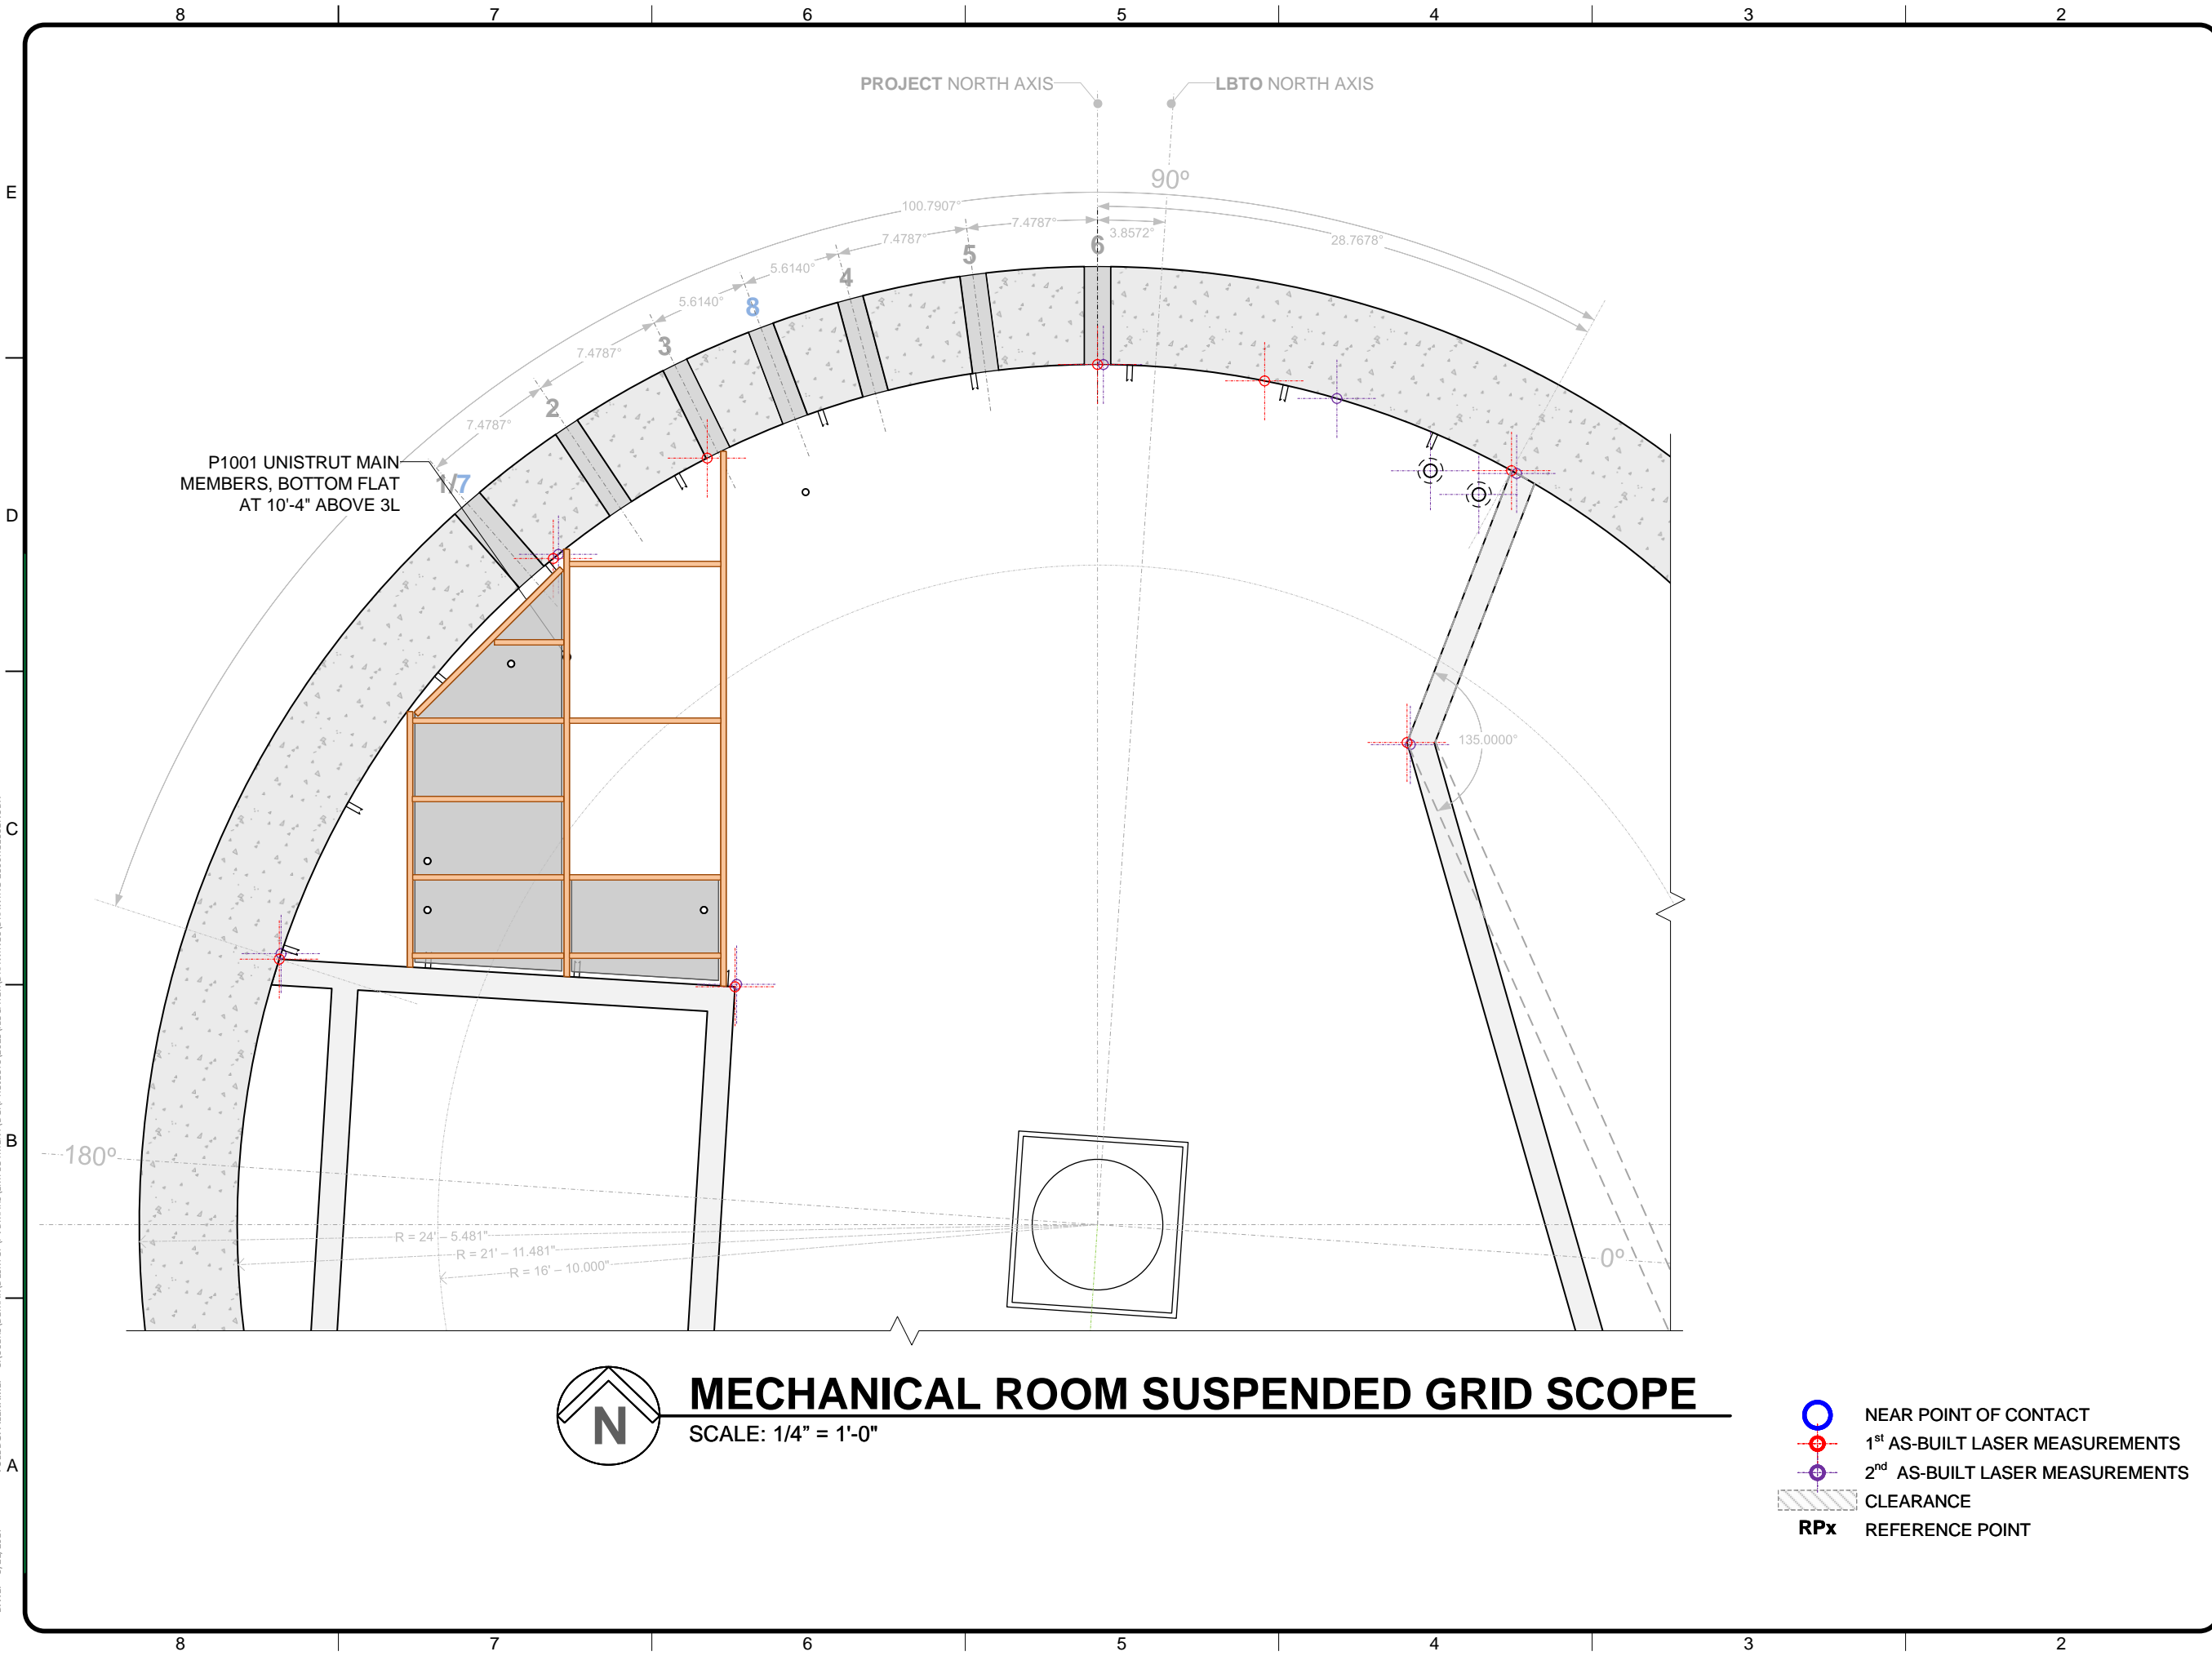 8 7 6 5 4 3 2
PROJECT NORTH AXIS
LBTO NORTH AXIS
90º
E
100.7907°
7.4787°
3.8572°
28.7678°
7.4787°
6
5
5.6140°
4
5.6140°
8
3
7.4787°
2
7.4787°
P1001 UNISTRUT MAIN
MEMBERS, BOTTOM FLAT
AT 10'-4" ABOVE 3L
1/7
D
135.0000°
C
B
180º
R = 24' – 5.481"
R = 21' – 11.481"
R = 16' – 10.000"
0º
N
MECHANICAL ROOM SUSPENDED GRID SCOPE
SCALE: 1/4” = 1'-0"
NEAR POINT OF CONTACT
1st AS-BUILT LASER MEASUREMENTS
2nd AS-BUILT LASER MEASUREMENTS
CLEARANCE
RPx REFERENCE POINT
A
8 7 6 5 4 3 2